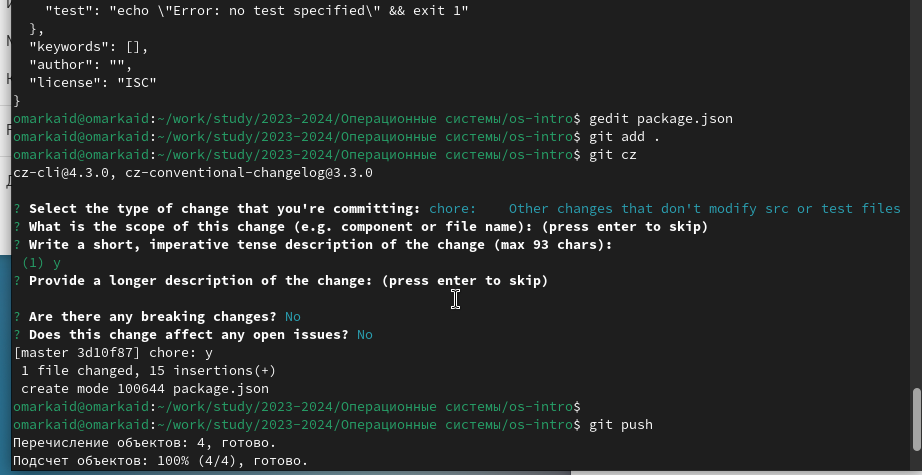 "test": "echo \"Error: no test specified\" && exit 1"
},
"keywords": [],
"author": "",
"license": "ISC"
}
omarkaid@omarkaid:~/work/study/2023-2024/Операционные системы/os-intro$ gedit package.json
omarkaid@omarkaid:~/work/study/2023-2024/Операционные системы/os-intro$ git add .
omarkaid@omarkaid:~/work/study/2023-2024/Операционные системы/os-intro$ git cz
cz-cli@4.3.0, cz-conventional-changelog@3.3.0
? Select the type of change that you're committing: chore:    Other changes that don't modify src or test files
? What is the scope of this change (e.g. component or file name): (press enter to skip)
? Write a short, imperative tense description of the change (max 93 chars):
(1) y
? Provide a longer description of the change: (press enter to skip)
? Are there any breaking changes? No
? Does this change affect any open issues? No
[master 3d10f87] chore: y
1 file changed, 15 insertions(+)
create mode 100644 package.json
omarkaid@omarkaid:~/work/study/2023-2024/Операционные системы/os-intro$
omarkaid@omarkaid:~/work/study/2023-2024/Операционные системы/os-intro$ git push
Перечисление объектов: 4, готово.
Подсчет объектов: 100% (4/4), готово.